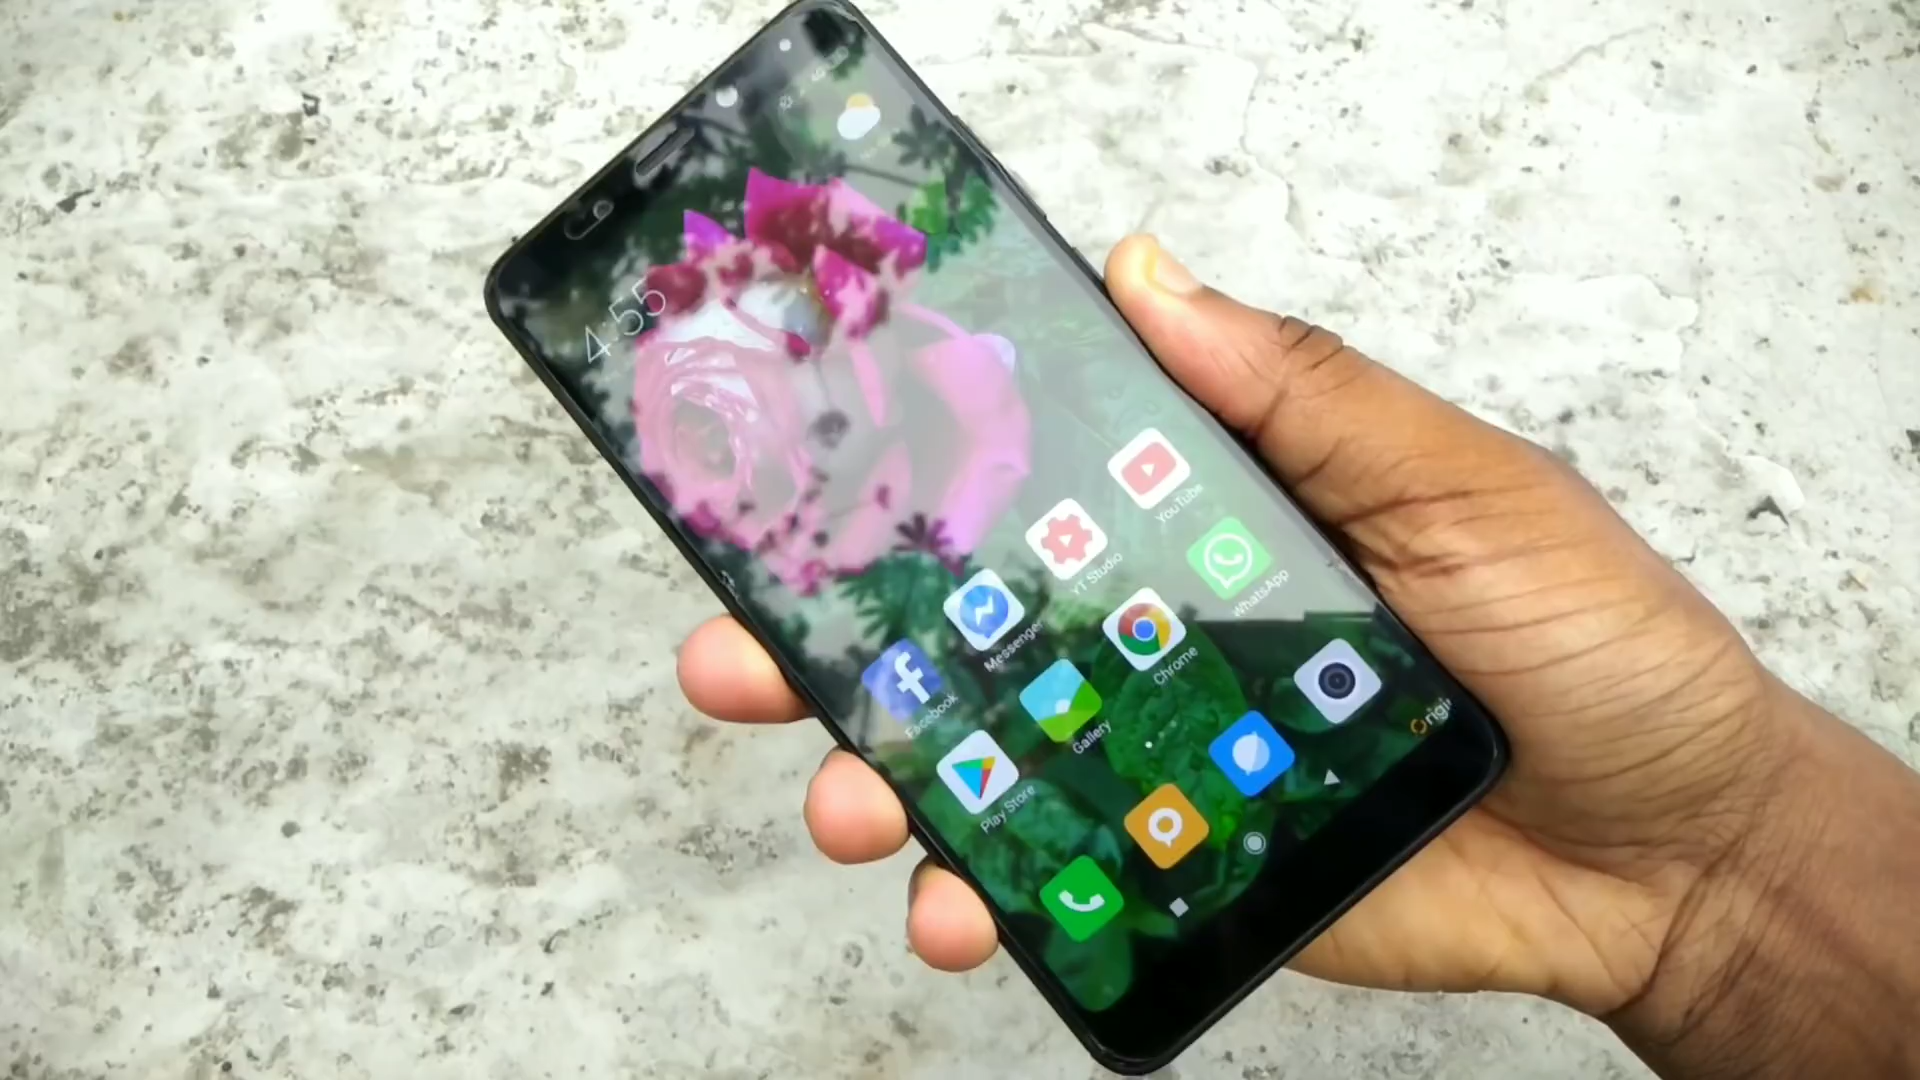 4:55
Facebook
Messenger
YT Studio
YouTube
Play Store
Gallery
Chrome
WhatsApp